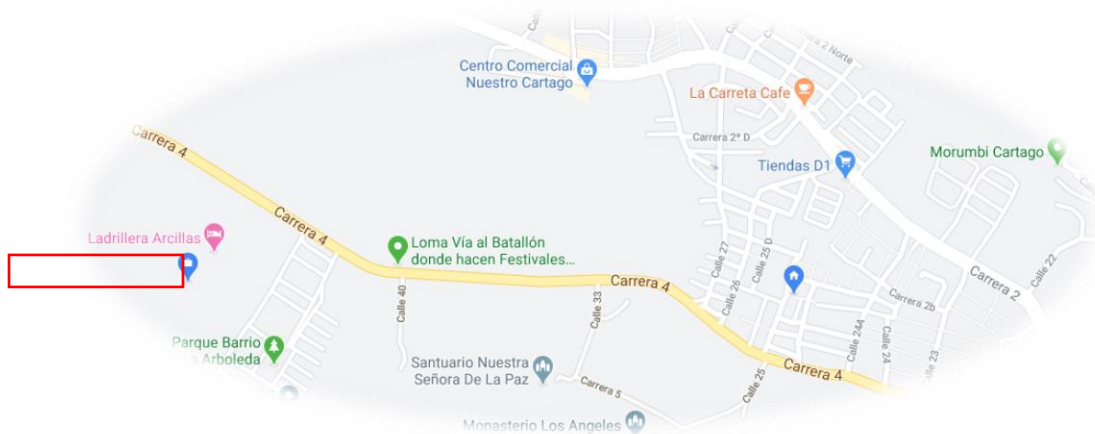 Carrera 2 Norte
Centro Comercial
Nuestro Cartago
La Carreta Cafe
Carrera 4
Carrera 2ª D
Morumbi Cartago
Tiendas D1
Ladrillera Arcillas
Carrera 4
Loma Vía al Batallón
donde hacen Festivales...
Calle 27
Calle 25 D
Calle 22
Carrera 4
Calle 26
Carrera 2
Calle 40
Calle 33
Carrera 2b
Calle 24A
Parque Barrio
Arboleda
Calle 24
Calle 23
Santuario Nuestra
Señora De La Paz
Calle 25
Carrera 4
Carrera 5
Monasterio Los Angeles